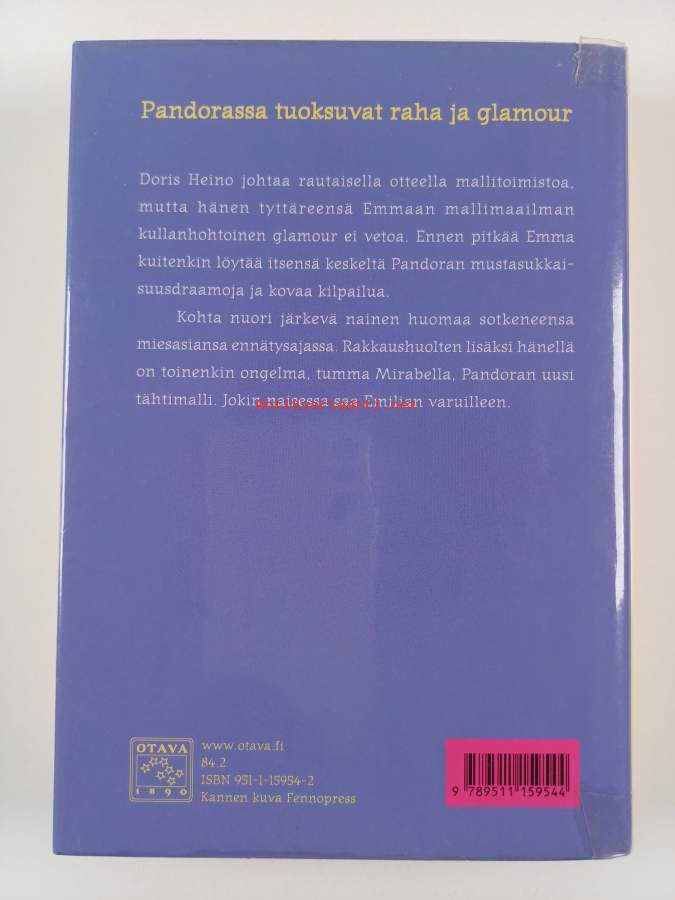 Pandorassa tuoksuvat raha ja glamour
Doris Heino johtaa rautaisella otteella mallitoimistoa,
mutta hänen tyttäreensä Emmaan mallimaailman
kullanhohtoinen glamour ei vetoa. Ennen pitkää Emma
kuitenkin löytää itsensä keskeltä Pandoran mustasukkai-
suusdraamoja ja kovaa kilpailua.
Kohta nuori järkevä nainen huomaa sotkeneensa
miesasiansa ennätysajassa. Rakkaushuolten lisäksi hänellä
on toinenkin ongelma, tumma Mirabella, Pandoran uusi
tähtimalli. Jokin naisessa saa Emilian varuilleen.
OTAVA
1890
www.otava.fi
84.2
ISBN 951-1-15954-2
Kannen kuva Fennopress
9 789511 159544